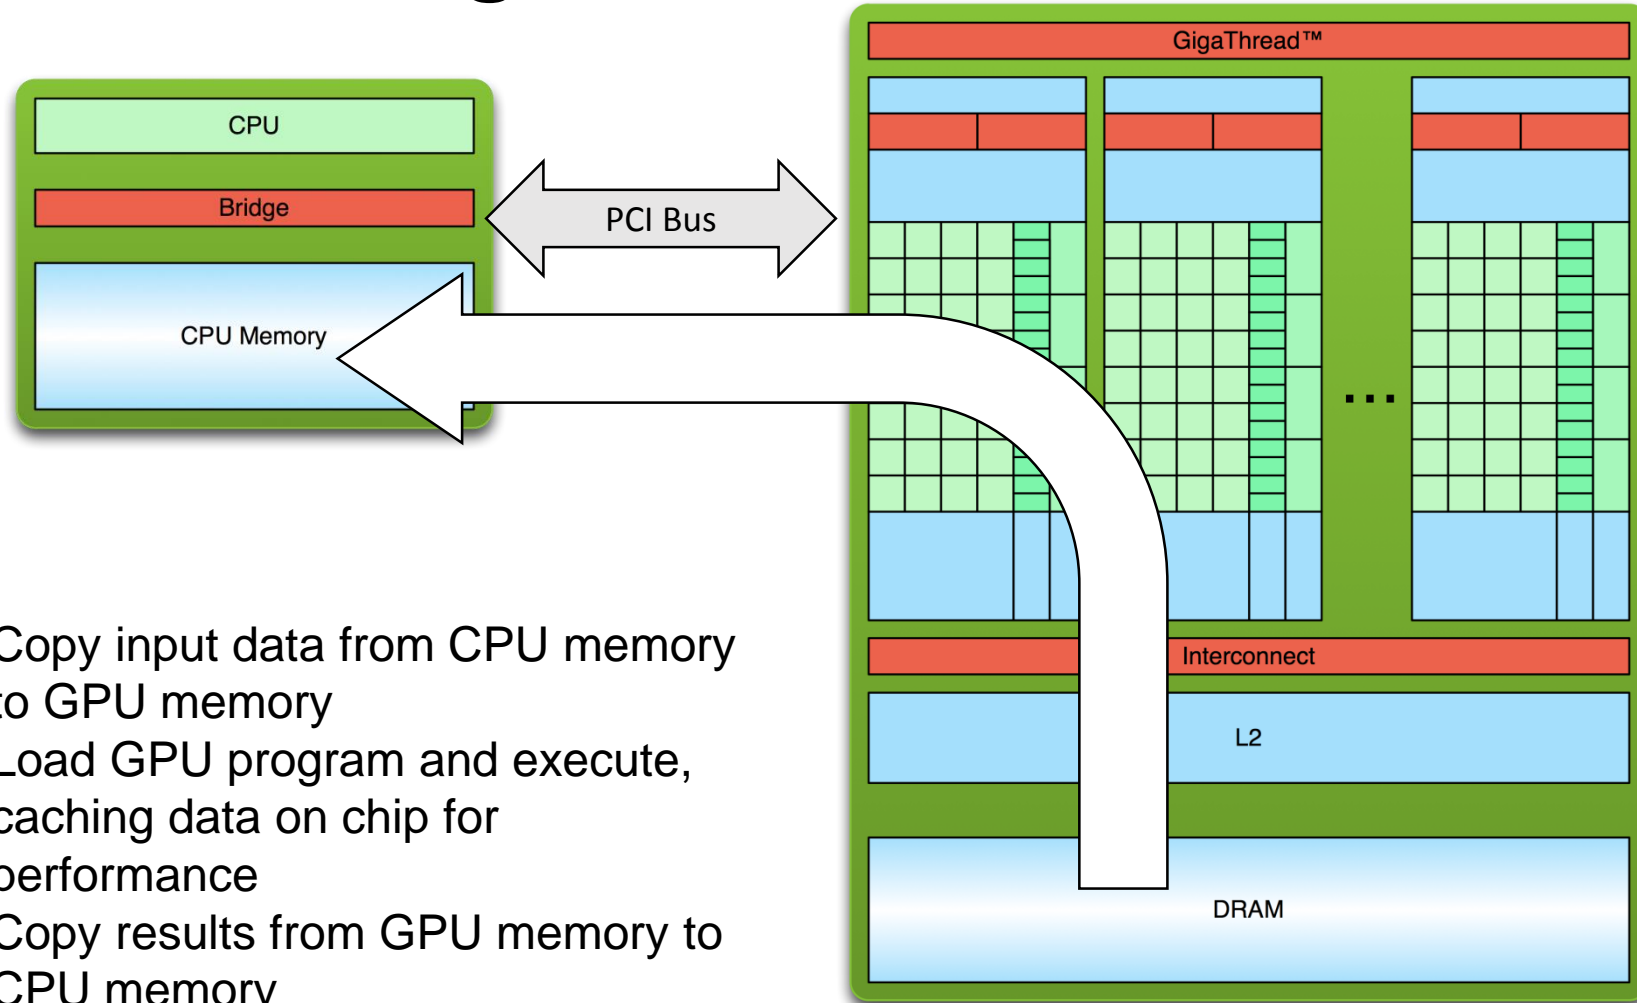 GigaThread™
CPU
Bridge
PCI Bus
CPU Memory
...
Interconnect
L2
DRAM
Copy input data from CPU memory
to GPU memory
Load GPU program and execute,
caching data on chip for
performance
Copy results from GPU memory to
CPU memory